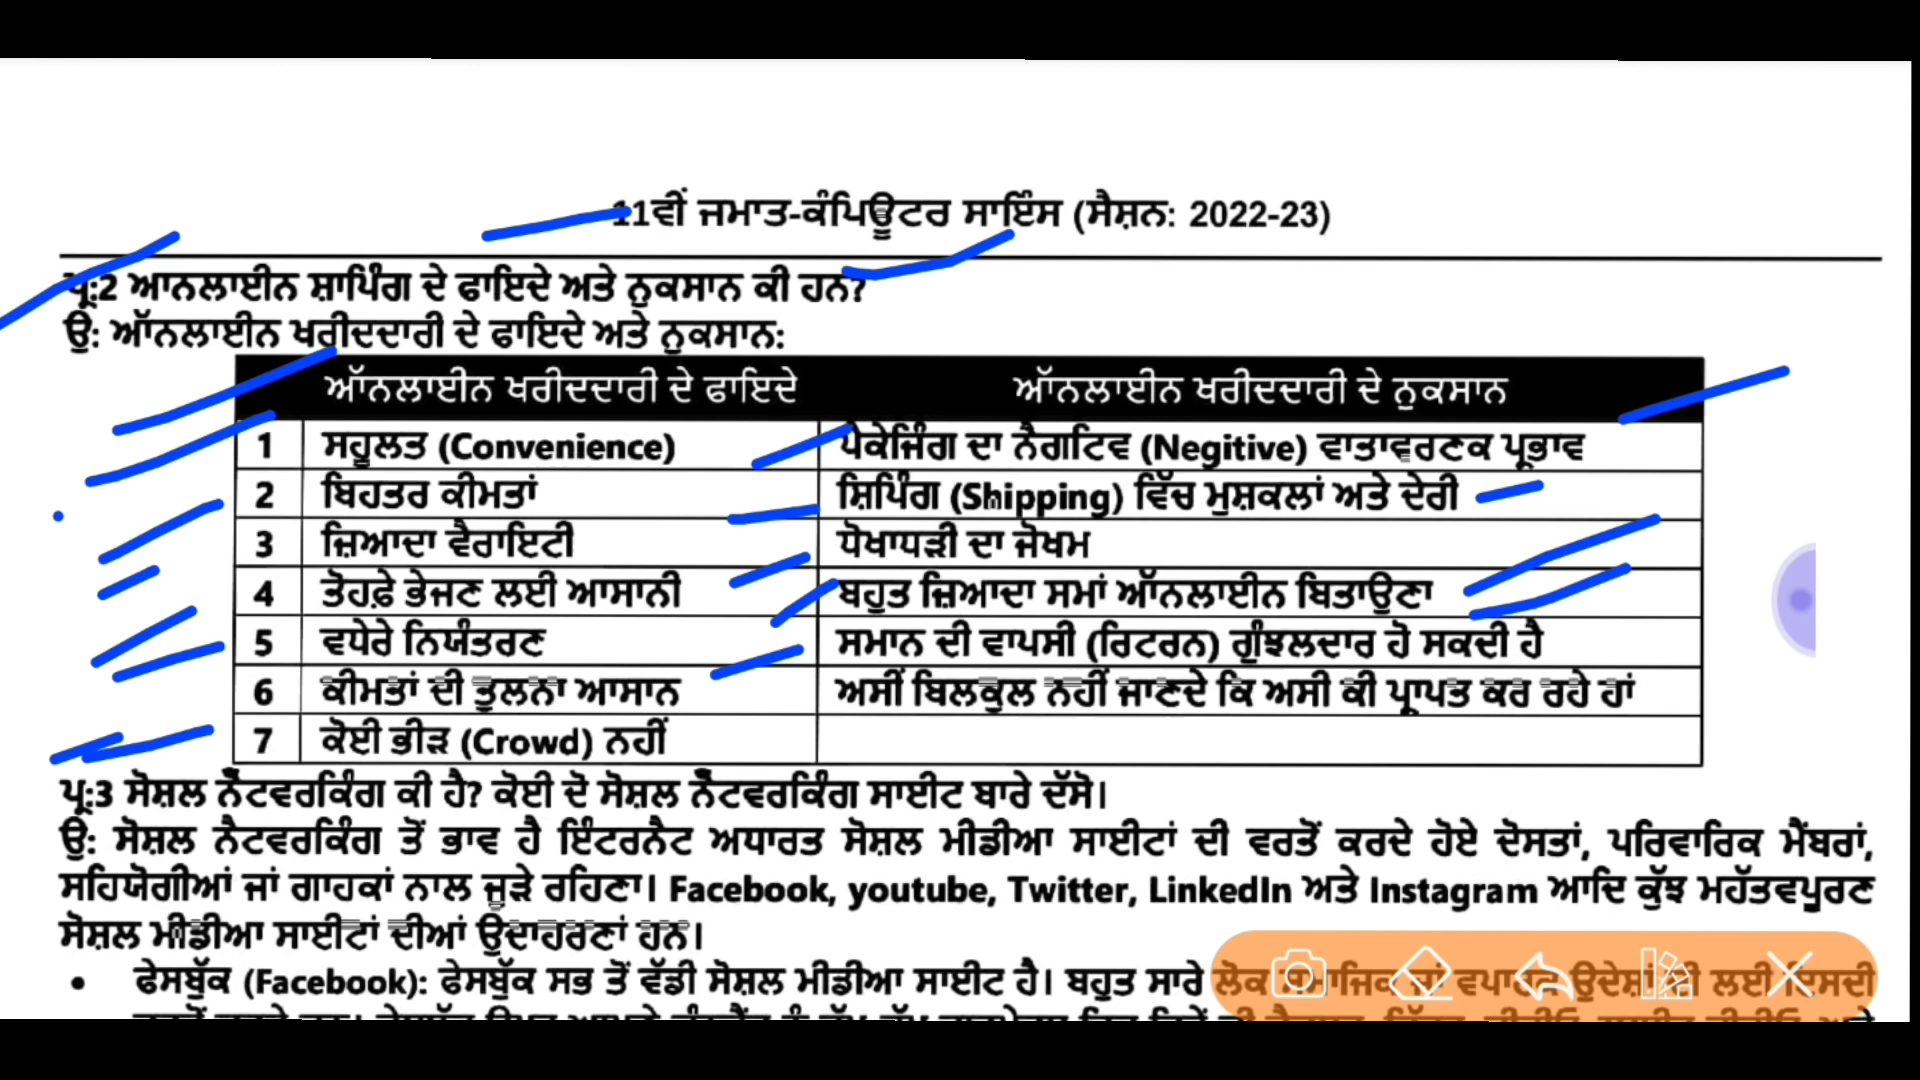 11ਵੀਂ ਜਮਾਤ-ਕੰਪਿਊਟਰ ਸਾਇੰਸ (ਸੈਸ਼ਨ: 2022-23)
ਪ੍ਰ:2 ਆਨਲਾਈਨ ਸ਼ਾਪਿੰਗ ਦੇ ਫਾਇਦੇ ਅਤੇ ਨੁਕਸਾਨ ਕੀ ਹਨ?
ਉ: ਆੱਨਲਾਈਨ ਖਰੀਦਦਾਰੀ ਦੇ ਫਾਇਦੇ ਅਤੇ ਨੁਕਸਾਨ:
ਆੱਨਲਾਈਨ ਖਰੀਦਦਾਰੀ ਦੇ ਫਾਇਦੇ ਆੱਨਲਾਈਨ ਖਰੀਦਦਾਰੀ ਦੇ ਨੁਕਸਾਨ
1 ਸਹੂਲਤ (Convenience) ਪੈਕੇਜਿੰਗ ਦਾ ਨੈਗਟਿਵ (Negitive) ਵਾਤਾਵਰਣਕ ਪ੍ਰਭਾਵ
2 ਬਿਹਤਰ ਕੀਮਤਾਂ ਸ਼ਿਪਿੰਗ (Shipping) ਵਿੱਚ ਮੁਸ਼ਕਲਾਂ ਅਤੇ ਦੇਰੀ
3 ਜ਼ਿਆਦਾ ਵੈਰਾਇਟੀ ਧੋਖਾਧੜੀ ਦਾ ਜੋਖਮ
4 ਤੋਹਫ਼ੇ ਭੇਜਣ ਲਈ ਆਸਾਨੀ ਬਹੁਤ ਜ਼ਿਆਦਾ ਸਮਾਂ ਆੱਨਲਾਈਨ ਬਿਤਾਉਣਾ
5 ਵਧੇਰੇ ਨਿਯੰਤਰਣ ਸਮਾਨ ਦੀ ਵਾਪਸੀ (ਰਿਟਰਨ) ਗੁੰਝਲਦਾਰ ਹੋ ਸਕਦੀ ਹੈ
6 ਕੀਮਤਾਂ ਦੀ ਤੁਲਨਾ ਆਸਾਨ ਅਸੀਂ ਬਿਲਕੁਲ ਨਹੀਂ ਜਾਣਦੇ ਕਿ ਅਸੀ ਕੀ ਪ੍ਰਾਪਤ ਕਰ ਰਹੇ ਹਾਂ
7 ਕੋਈ ਭੀੜ (Crowd) ਨਹੀਂ
ਪ੍ਰ:3 ਸੋਸ਼ਲ ਨੈੱਟਵਰਕਿੰਗ ਕੀ ਹੈ? ਕੋਈ ਦੋ ਸੋਸ਼ਲ ਨੈੱਟਵਰਕਿੰਗ ਸਾਈਟ ਬਾਰੇ ਦੱਸੋ।
ਉ: ਸੋਸ਼ਲ ਨੈਟਵਰਕਿੰਗ ਤੋਂ ਭਾਵ ਹੈ ਇੰਟਰਨੈਟ ਅਧਾਰਤ ਸੋਸ਼ਲ ਮੀਡੀਆ ਸਾਈਟਾਂ ਦੀ ਵਰਤੋਂ ਕਰਦੇ ਹੋਏ ਦੋਸਤਾਂ, ਪਰਿਵਾਰਿਕ ਮੈਂਬਰਾਂ,
ਸਹਿਯੋਗੀਆਂ ਜਾਂ ਗਾਹਕਾਂ ਨਾਲ ਜੁੜੇ ਰਹਿਣਾ। Facebook, youtube, Twitter, LinkedIn ਅਤੇ Instagram ਆਦਿ ਕੁੱਝ ਮਹੱਤਵਪੂਰਣ
ਸੋਸ਼ਲ ਮੀਡੀਆ ਸਾਈਟਾਂ ਦੀਆਂ ਉਦਾਹਰਣਾਂ ਹਨ।
• ਫੇਸਬੁੱਕ (Facebook): ਫੇਸਬੁੱਕ ਸਭ ਤੋਂ ਵੱਡੀ ਸੋਸ਼ਲ ਮੀਡੀਆ ਸਾਈਟ ਹੈ। ਬਹੁਤ ਸਾਰੇ ਲੋਕ ਲਈ ਇਸਦੀ